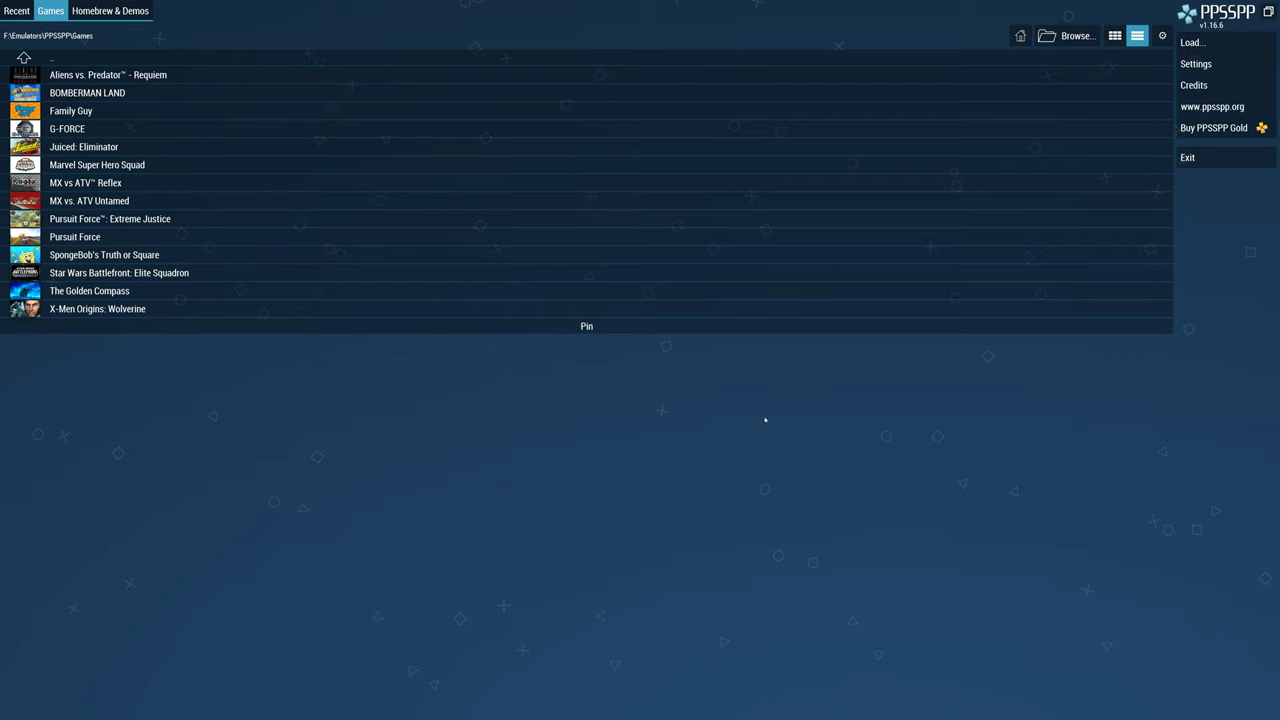 Recent Games Homebrew & Demos
PPSSPP
v1.16.6
F:\Emulators\PPSSPP\Games
Browse...
Load...
..
Settings
Aliens vs. Predator™ - Requiem
Credits
BOMBERMAN LAND
www.ppsspp.org
Family Guy
Buy PPSSPP Gold
G-FORCE
Juiced: Eliminator
Exit
Marvel Super Hero Squad
MX vs ATV™ Reflex
MX vs. ATV Untamed
Pursuit Force™: Extreme Justice
Pursuit Force
SpongeBob's Truth or Square
Star Wars Battlefront: Elite Squadron
The Golden Compass
X-Men Origins: Wolverine
Pin